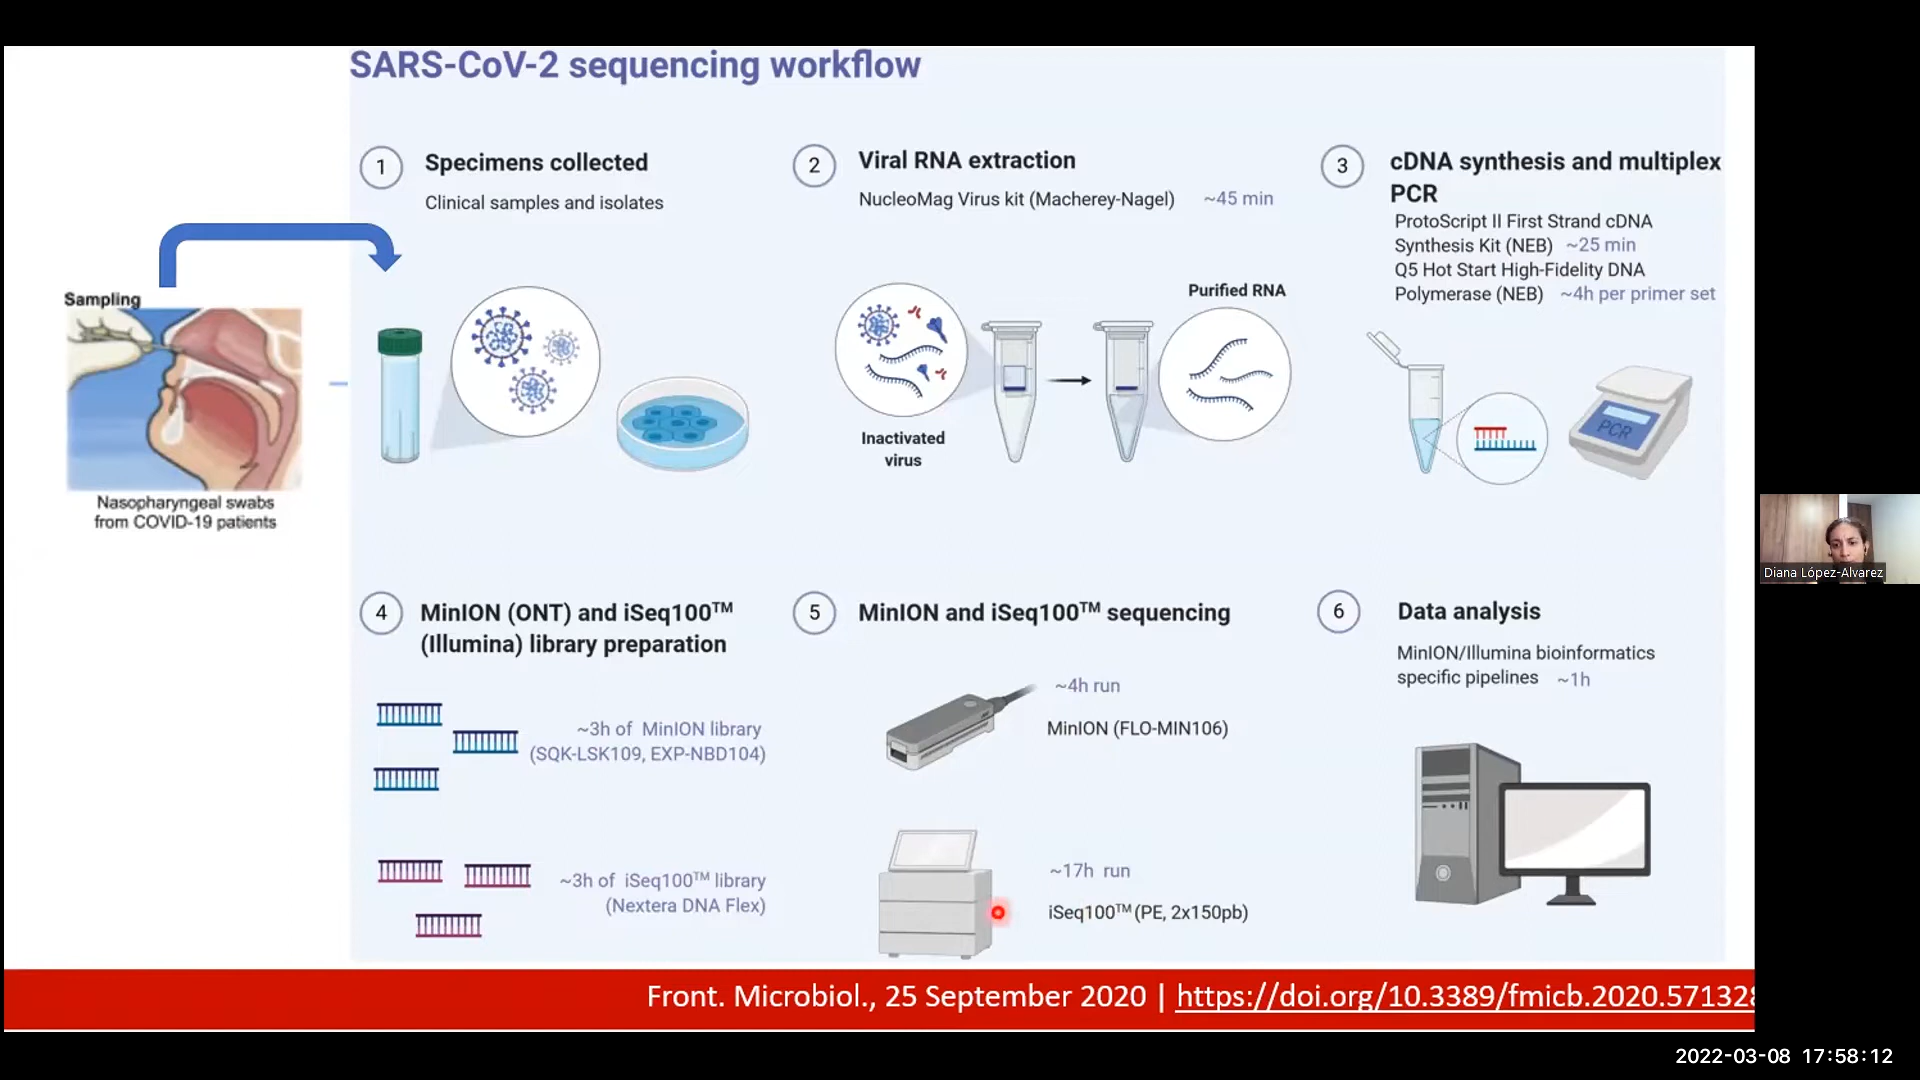 SARS-CoV-2 sequencing workflow
1
Specimens collected
Clinical samples and isolates
2
Viral RNA extraction
NucleoMag Virus kit (Macherey-Nagel) ~45 min
3
cDNA synthesis and multiplex
PCR
ProtoScript II First Strand cDNA
Synthesis Kit (NEB) ~25 min
Q5 Hot Start High-Fidelity DNA
Polymerase (NEB) ~4h per primer set
Sampling
Nasopharyngeal swabs
from COVID-19 patients
Inactivated
virus
Purified RNA
PCR
4
MinION (ONT) and iSeq100™
(Illumina) library preparation
~3h of MinION library
(SQK-LSK109, EXP-NBD104)
~3h of iSeq100™ library
(Nextera DNA Flex)
5
MinION and iSeq100™ sequencing
~4h run
MinION (FLO-MIN106)
~17h run
iSeq100™ (PE, 2x150pb)
6
Data analysis
MinION/Illumina bioinformatics
specific pipelines ~1h
Diana López-Alvarez
Front. Microbiol., 25 September 2020 | https://doi.org/10.3389/fmicb.2020.571328
2022-03-08 17:58:12